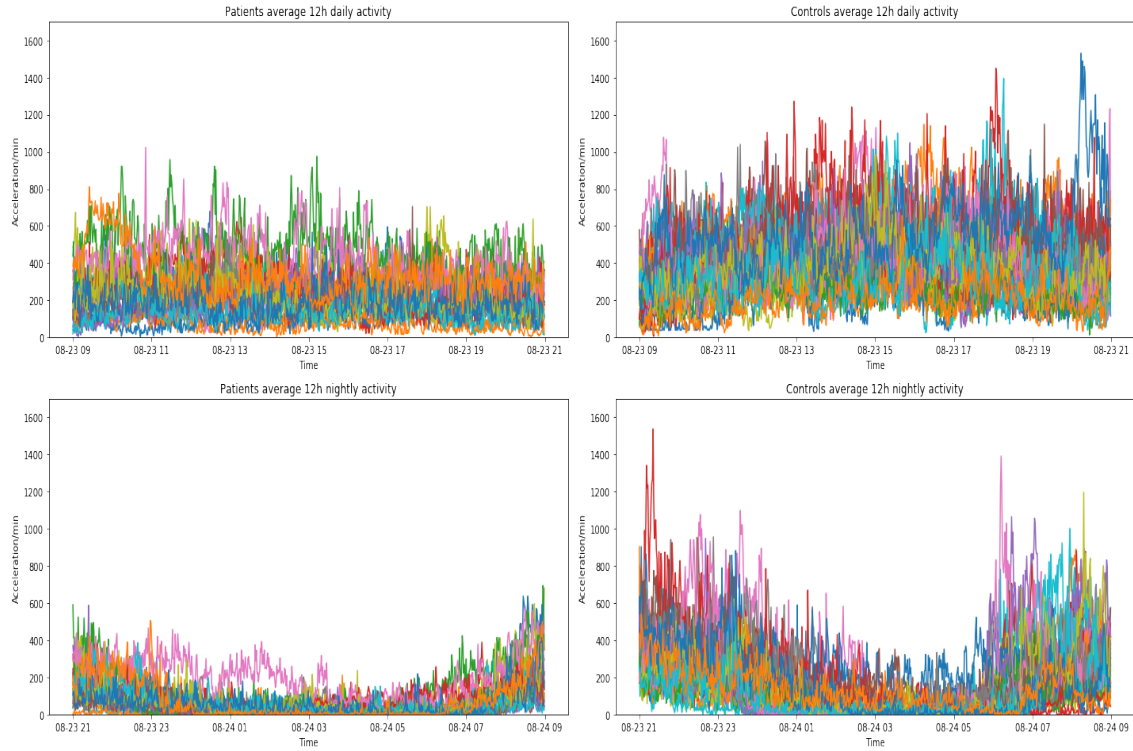 Patients average 12h daily activity
Controls average 12h daily activity
Acceleration/min
1600
1400
1200
1000
800
600
400
200
0
08-23 09 08-23 11 08-23 13 08-23 15 08-23 17 08-23 19 08-23 21
Time
Acceleration/min
1600
1400
1200
1000
800
600
400
200
0
08-23 09 08-23 11 08-23 13 08-23 15 08-23 17 08-23 19 08-23 21
Time
Patients average 12h nightly activity
Controls average 12h nightly activity
Acceleration/min
1600
1400
1200
1000
800
600
400
200
0
08-23 21 08-23 23 08-24 01 08-24 03 08-24 05 08-24 07 08-24 09
Time
Acceleration/min
1600
1400
1200
1000
800
600
400
200
0
08-23 21 08-23 23 08-24 01 08-24 03 08-24 05 08-24 07 08-24 09
Time